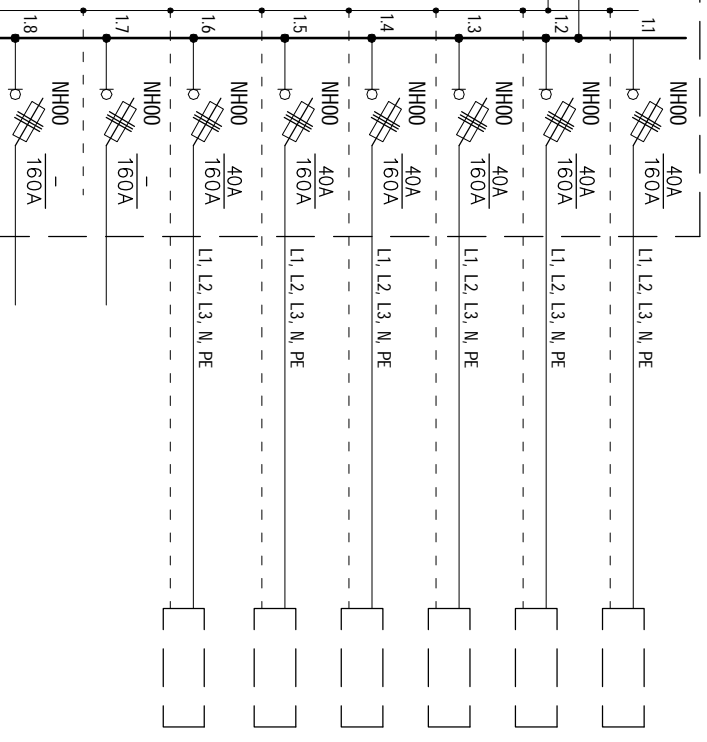 1.1
NH00
40A
160A
L1, L2, L3, N, PE
1.2
NH00
40A
160A
L1, L2, L3, N, PE
1.3
NH00
40A
160A
L1, L2, L3, N, PE
1.4
NH00
40A
160A
L1, L2, L3, N, PE
1.5
NH00
40A
160A
L1, L2, L3, N, PE
1.6
NH00
40A
160A
L1, L2, L3, N, PE
1.7
NH00
-
160A
1.8
NH00
-
160A